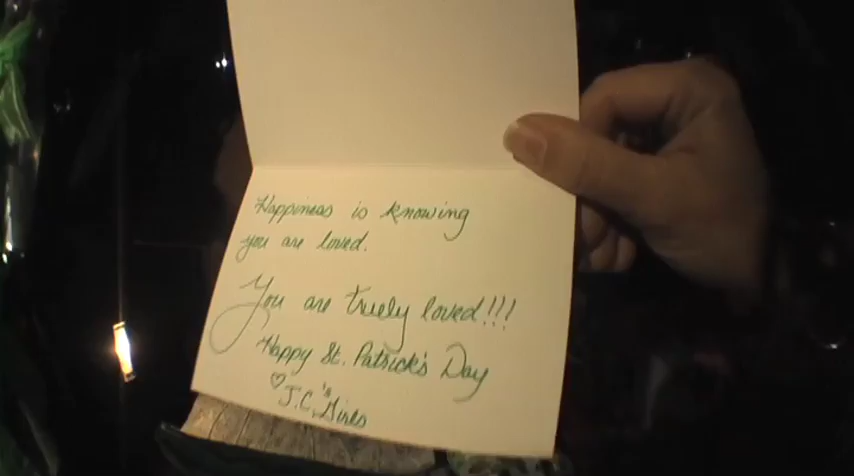 Happiness is knowing
you are loved.
You are truely loved!!!
Happy St. Patrick's Day
♡ J.C.'s Girls